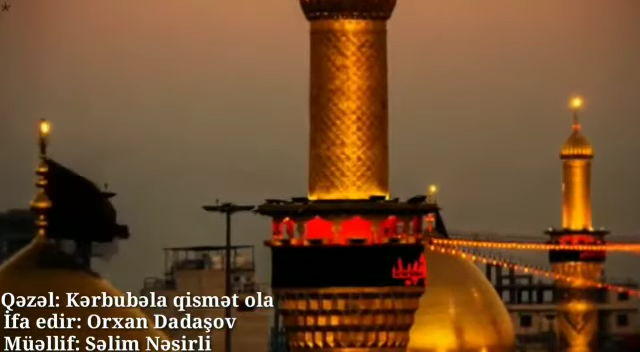 Qəzəl: Kərbubəla qismət ola
İfa edir: Orxan Dadaşov
Müəllif: Səlim Nəsirli